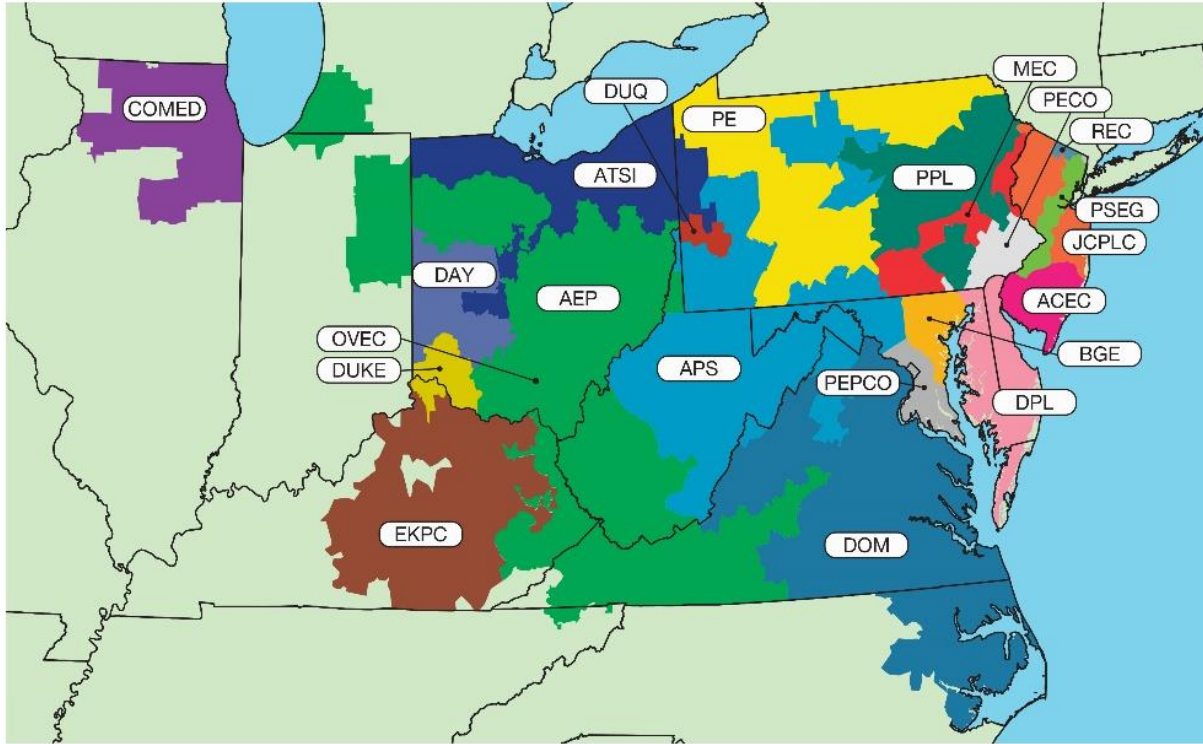 MEC
DUQ
PECO
COMED
PE
REC
ATSI
PPL
PSEG
JCPLC
DAY
AEP
ACEC
OVEC
BGE
DUKE
APS
PEPCO
DPL
EKPC
DOM